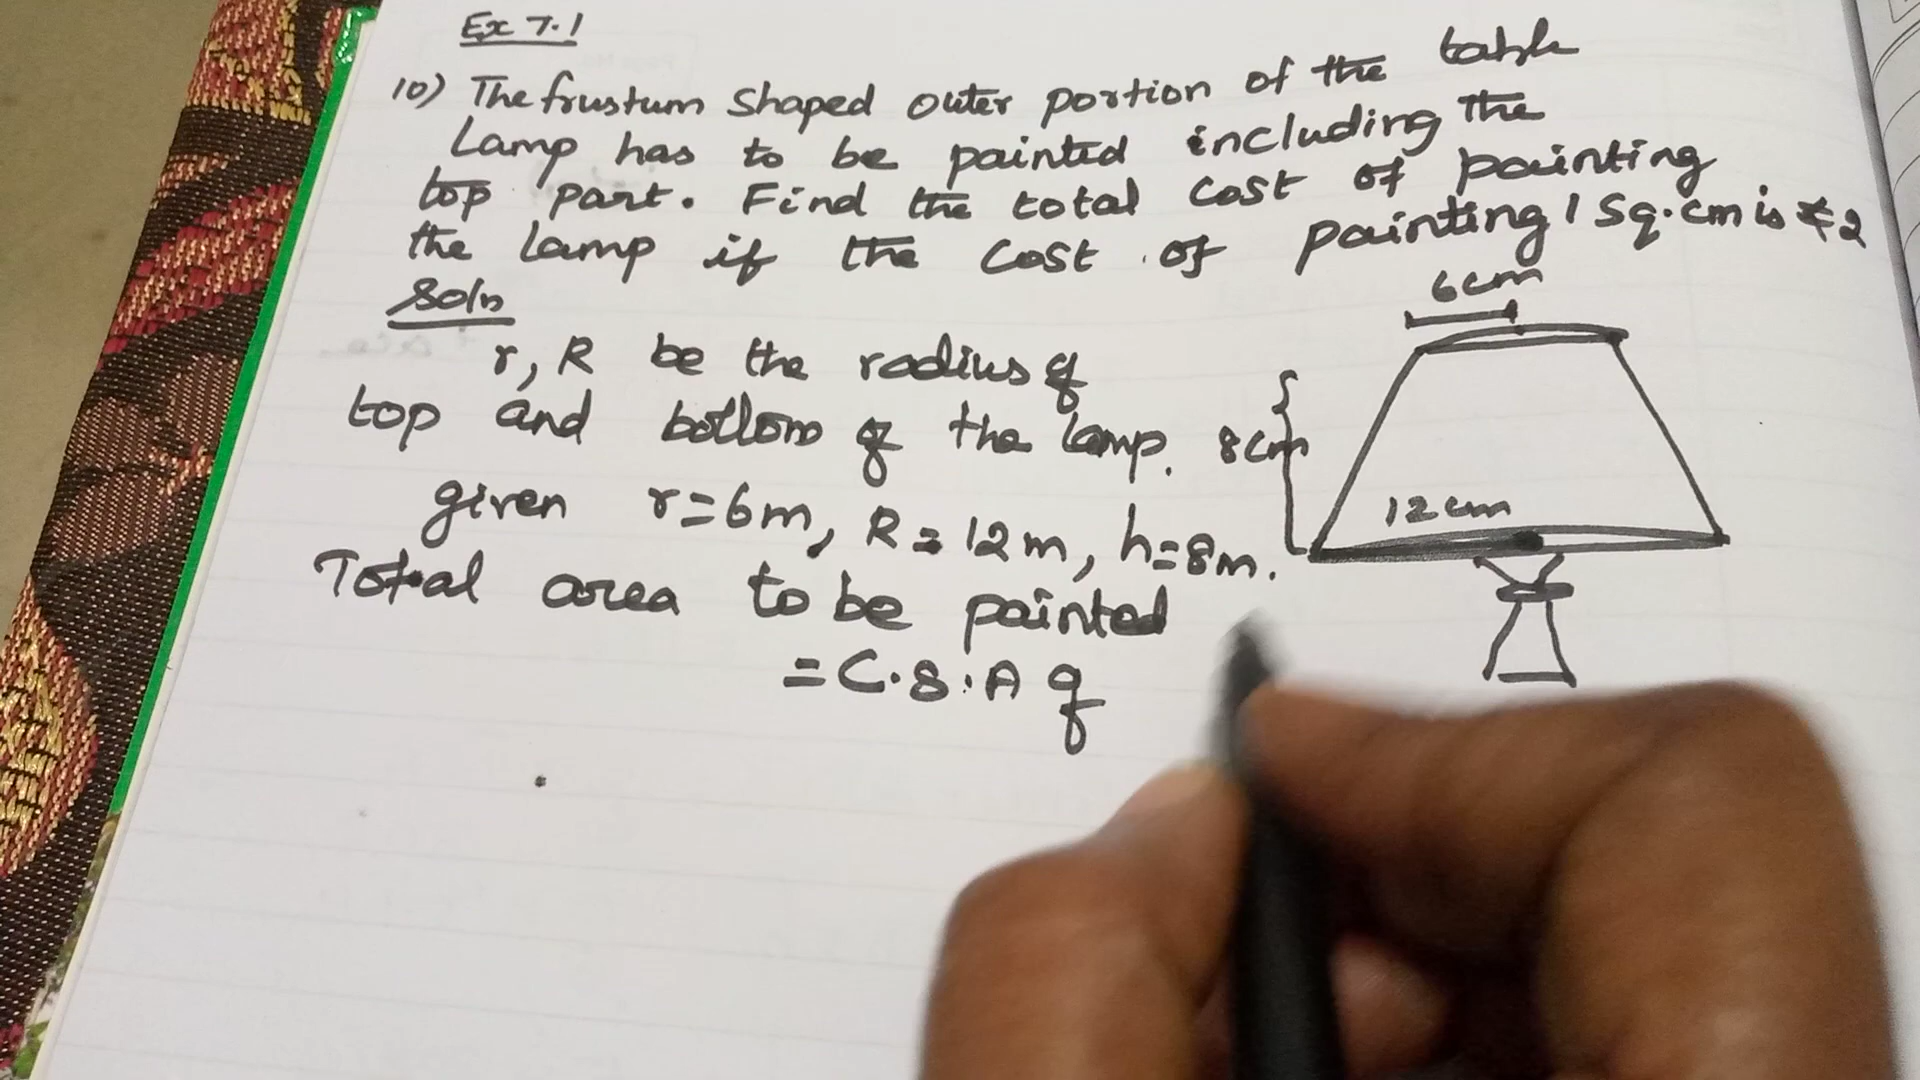 Ex 7.1
10) The frustum shaped outer portion of the table
Lamp has to be painted including the
top part. Find the total cost of painting
the lamp if the cost of painting 1 sq.cm is ₹2
Soln
6cm
r, R be the radius of
top and bottom of the lamp.
8cm
given r=6m, R=12m, h=8m.
12cm
Total area to be painted
=C.S.A of